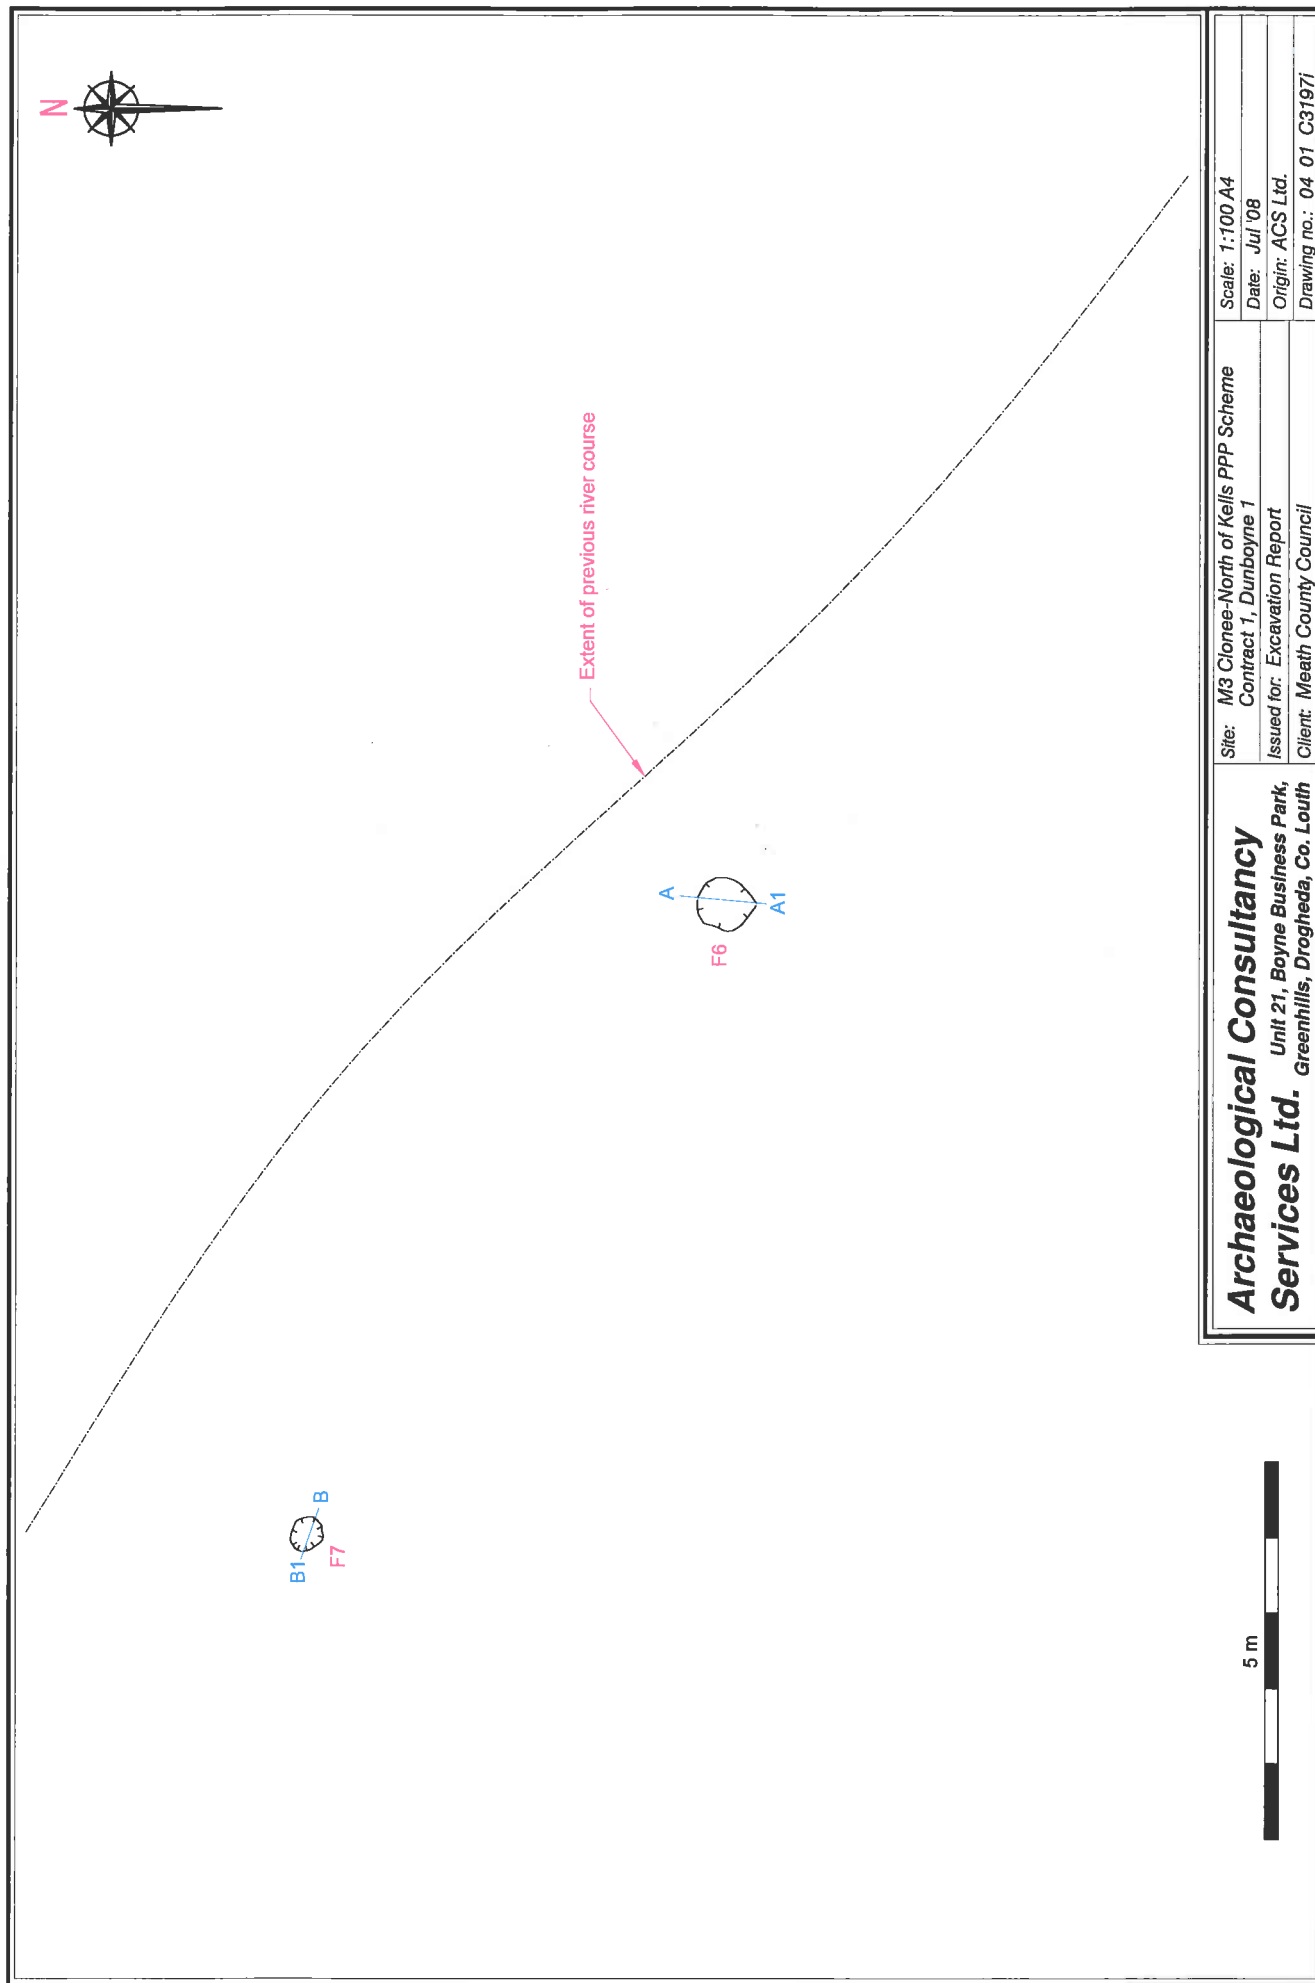 N
Extent of previous river course
A
A1
F6
B
B1
F7
5 m
Archaeological Consultancy
Services Ltd.
Unit 21, Boyne Business Park,
Greenhills, Drogheda, Co. Louth
Site: M3 Clonee-North of Kells PPP Scheme
Contract 1, Dunboyne 1
Issued for: Excavation Report
Client: Meath County Council
Scale: 1:100 A4
Date: Jul '08
Origin: ACS Ltd.
Drawing no.: 04 01 C3197i